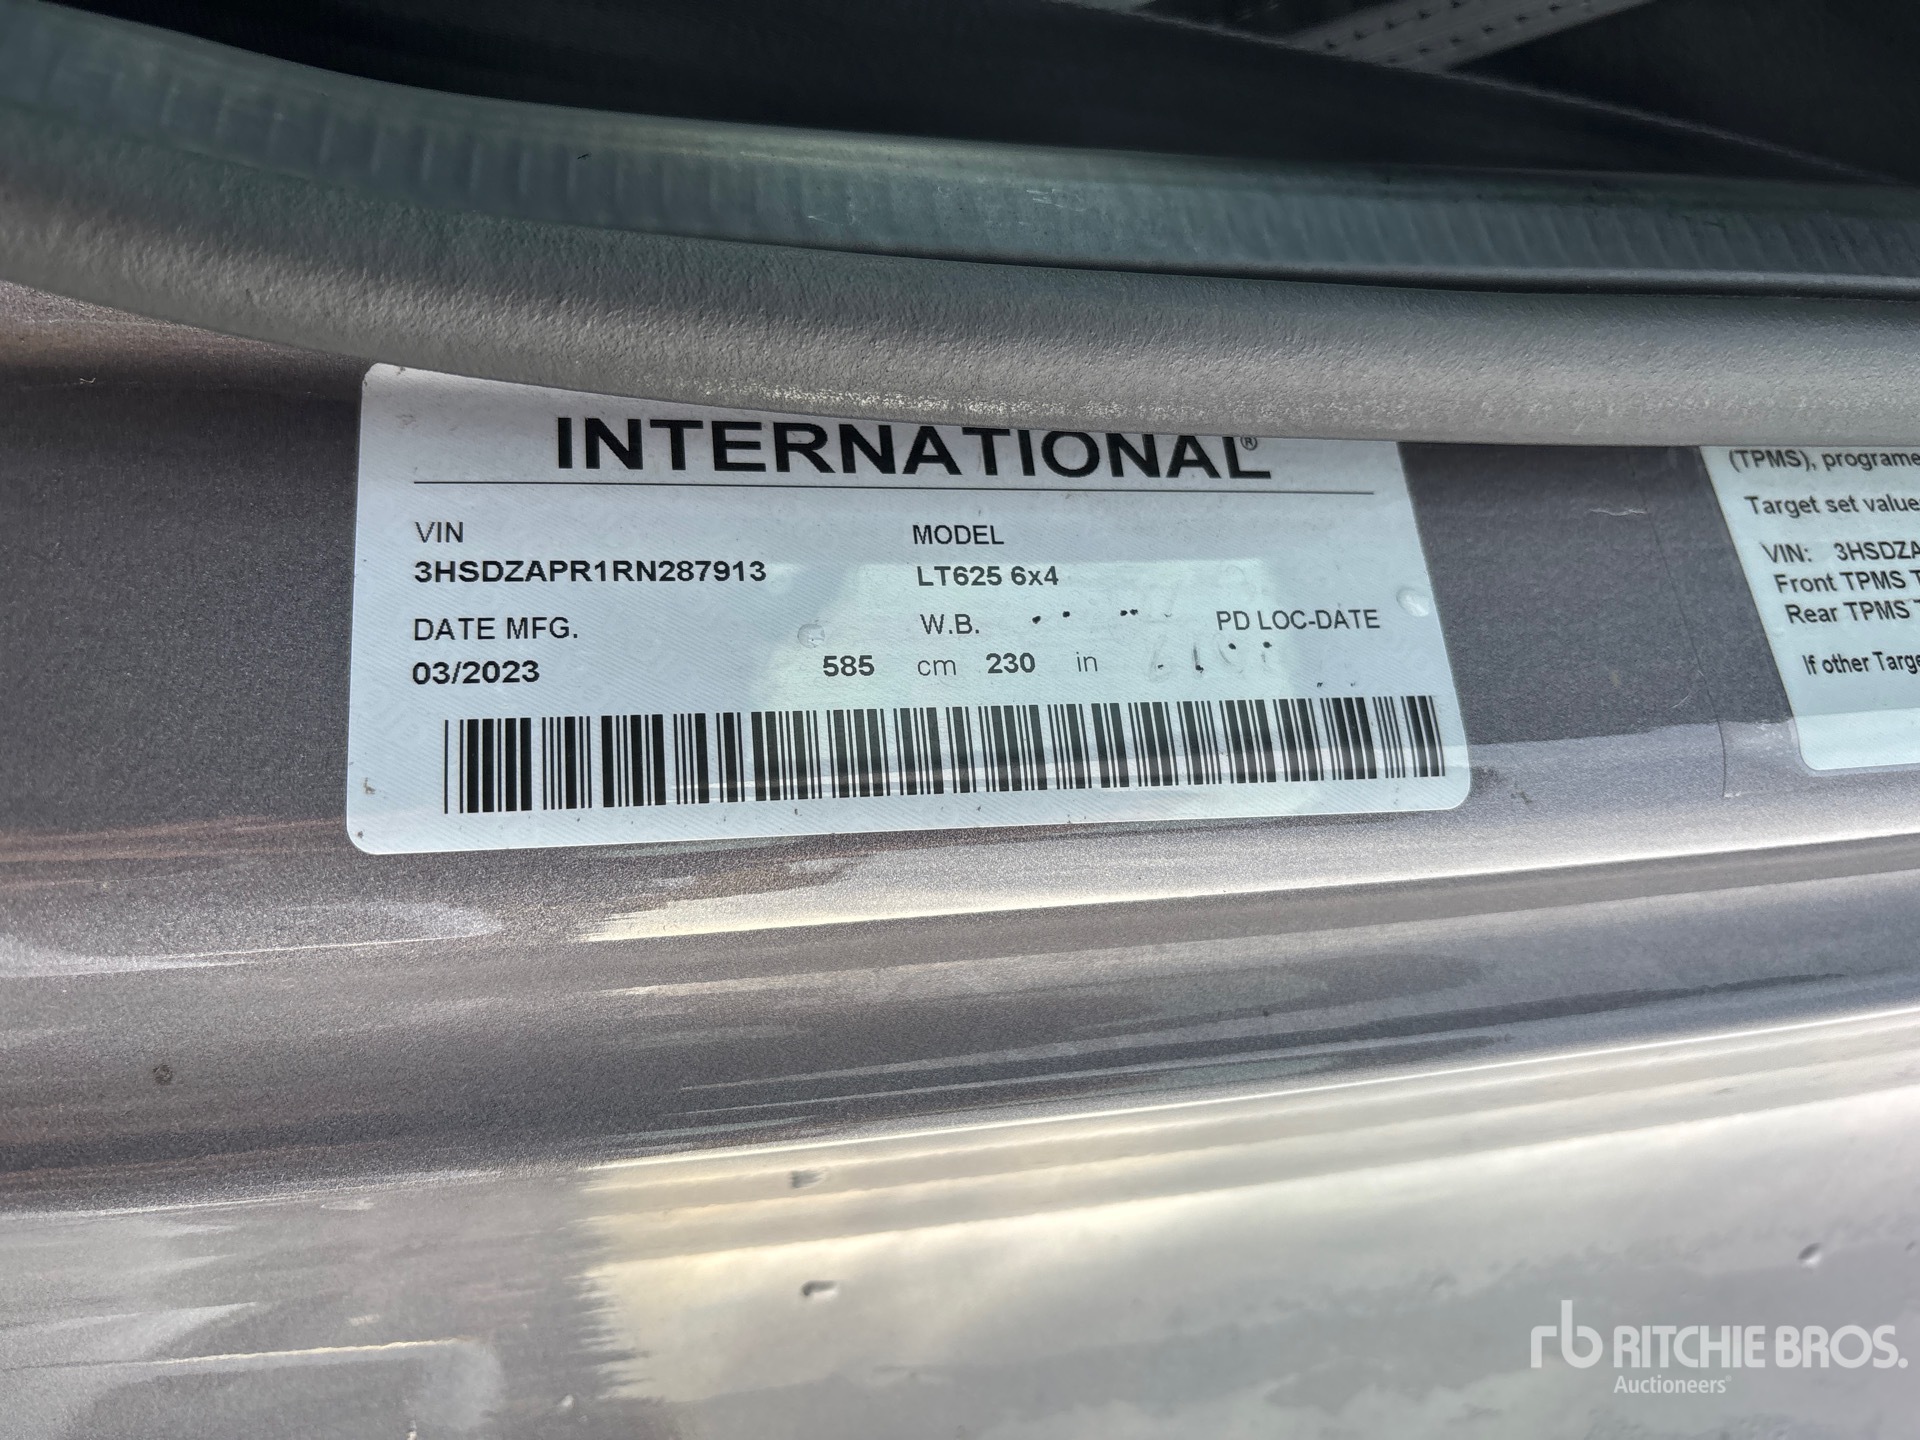 INTERNATIONAL®
VIN
3HSDZAPR1RN287913
MODEL
LT625 6x4
DATE MFG.
03/2023
W.B.
585 cm 230 in
PD LOC-DATE
(TPMS), programe
Target set value
VIN: 3HSDZA
Front TPMS T
Rear TPMS T
If other Targe
rb RITCHIE BROS.
Auctioneers